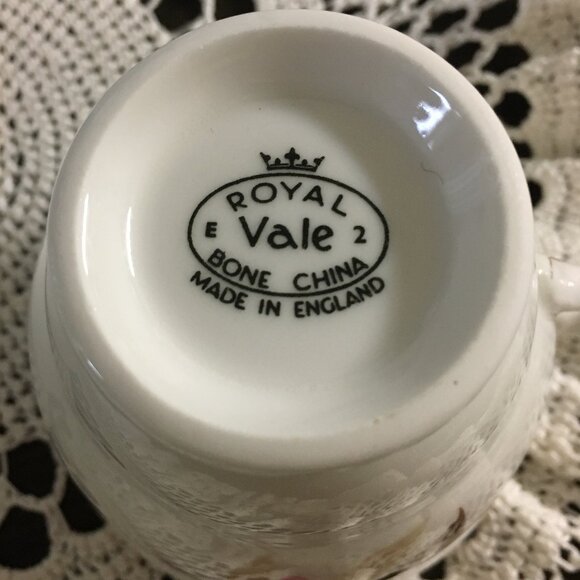 ROYAL
E Vale 2
BONE CHINA
MADE IN ENGLAND